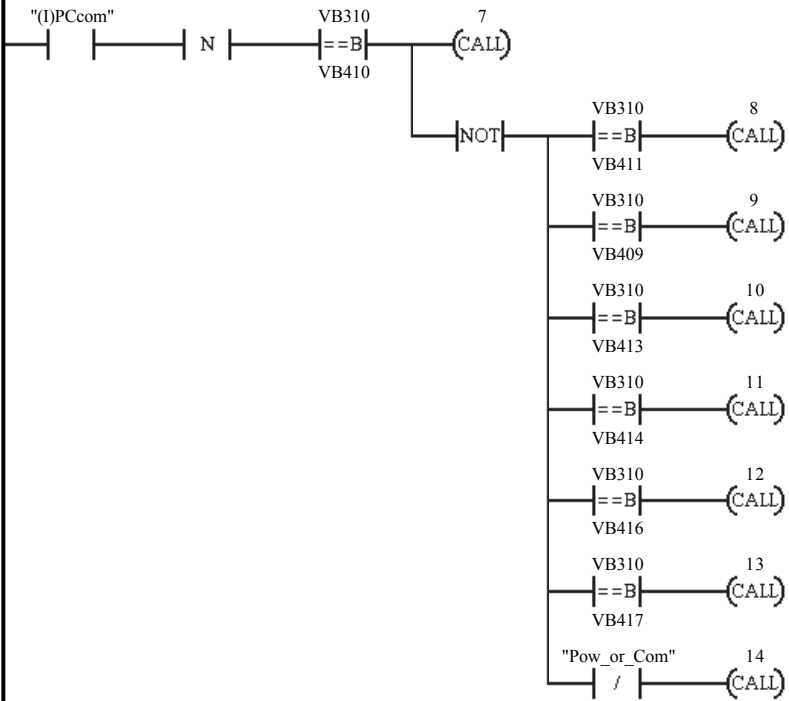 "(I)PCcom" VB310 7
N ==B (CALL)
VB410
VB310 8
NOT ==B (CALL)
VB411
VB310 9
==B (CALL)
VB409
VB310 10
==B (CALL)
VB413
VB310 11
==B (CALL)
VB414
VB310 12
==B (CALL)
VB416
VB310 13
==B (CALL)
VB417
"Pow_or_Com" 14
/ (CALL)